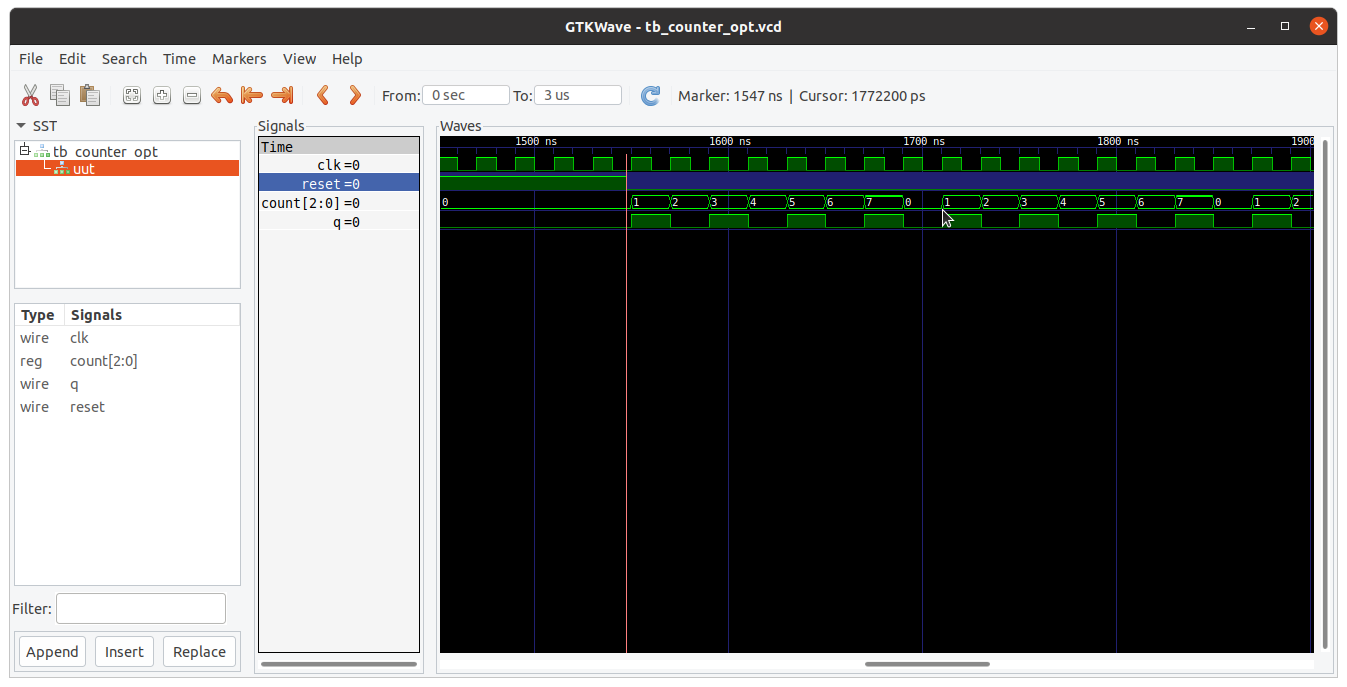 GTKWave - tb_counter_opt.vcd
File Edit Search Time Markers View Help
From: 0 sec To: 3 us Marker: 1547 ns | Cursor: 1772200 ps
SST
tb_counter_opt
uut
Type Signals
wire clk
reg count[2:0]
wire q
wire reset
Filter:
Append Insert Replace
Signals
Time
clk=0
reset=0
count[2:0]=0
q=0
Waves
1500 ns 1600 ns 1700 ns 1800 ns 1900
0 1 2 3 4 5 6 7 0 1 2 3 4 5 6 7 0 1 2